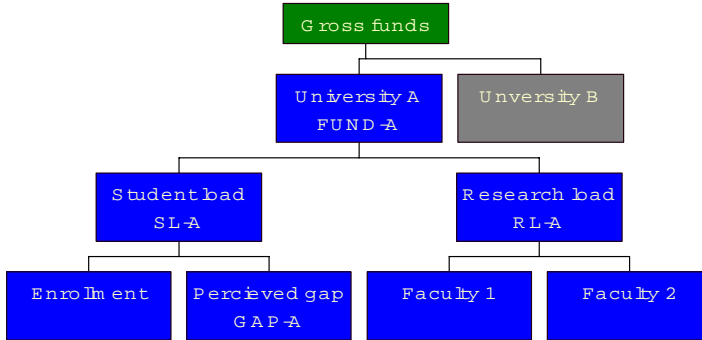 Gross funds
University A
FUND-A
Unversity B
Student load
SL-A
Research load
RL-A
Enrollment
Percieved gap
GAP-A
Faculty 1
Faculty 2